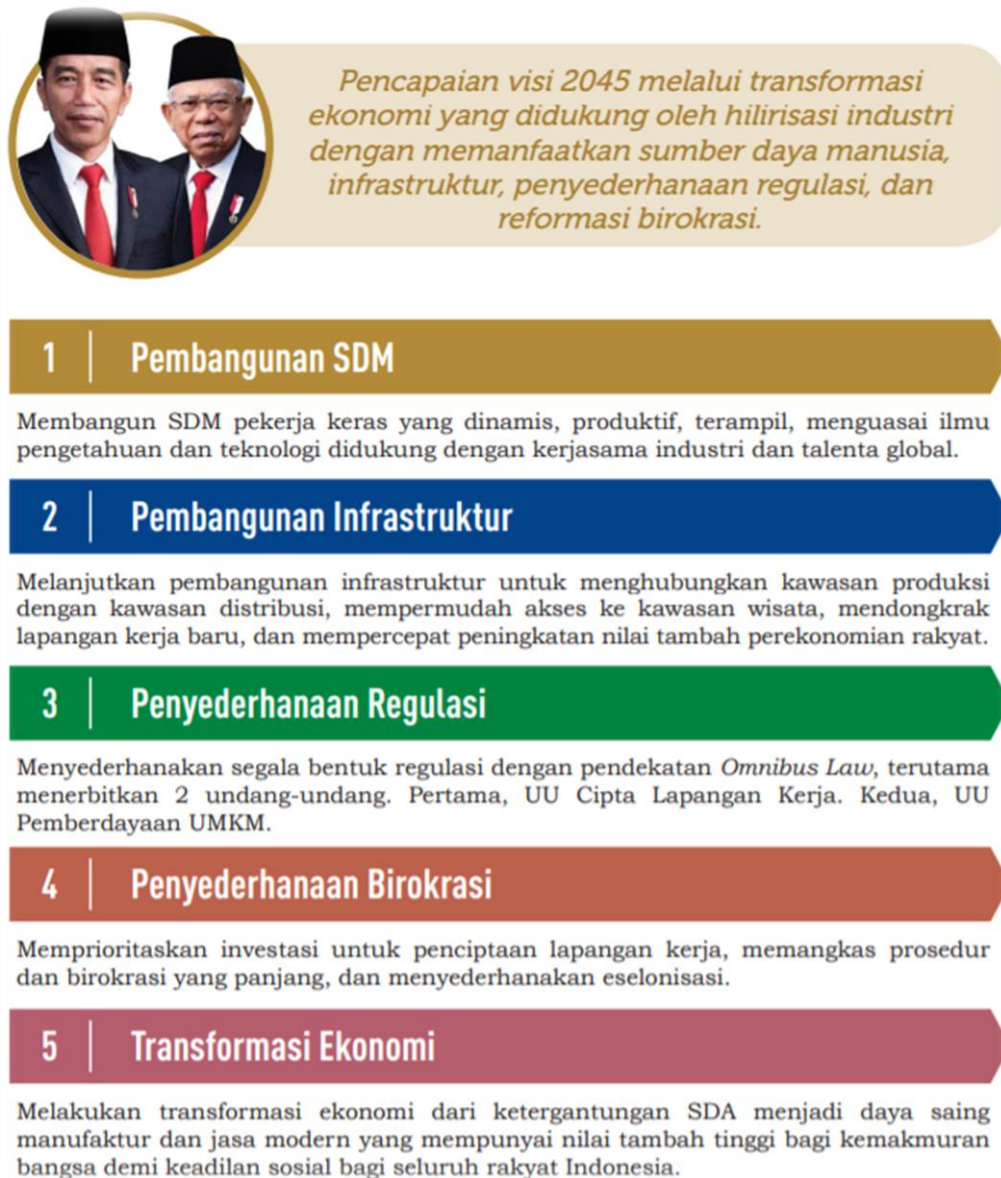 Pencapaian visi 2045 melalui transformasi
ekonomi yang didukung oleh hilirisasi industri
dengan memanfaatkan sumber daya manusia,
infrastruktur, penyederhanaan regulasi, dan
reformasi birokrasi.
1 Pembangunan SDM
Membangun SDM pekerja keras yang dinamis, produktif, terampil, menguasai ilmu
pengetahuan dan teknologi didukung dengan kerjasama industri dan talenta global.
2 Pembangunan Infrastruktur
Melanjutkan pembangunan infrastruktur untuk menghubungkan kawasan produksi
dengan kawasan distribusi, mempermudah akses ke kawasan wisata, mendongkrak
lapangan kerja baru, dan mempercepat peningkatan nilai tambah perekonomian rakyat.
3 Penyederhanaan Regulasi
Menyederhanakan segala bentuk regulasi dengan pendekatan Omnibus Law, terutama
menerbitkan 2 undang-undang. Pertama, UU Cipta Lapangan Kerja. Kedua, UU
Pemberdayaan UMKM.
4 Penyederhanaan Birokrasi
Memprioritaskan investasi untuk penciptaan lapangan kerja, memangkas prosedur
dan birokrasi yang panjang, dan menyederhanakan eselonisasi.
5 Transformasi Ekonomi
Melakukan transformasi ekonomi dari ketergantungan SDA menjadi daya saing
manufaktur dan jasa modern yang mempunyai nilai tambah tinggi bagi kemakmuran
bangsa demi keadilan sosial bagi seluruh rakyat Indonesia.